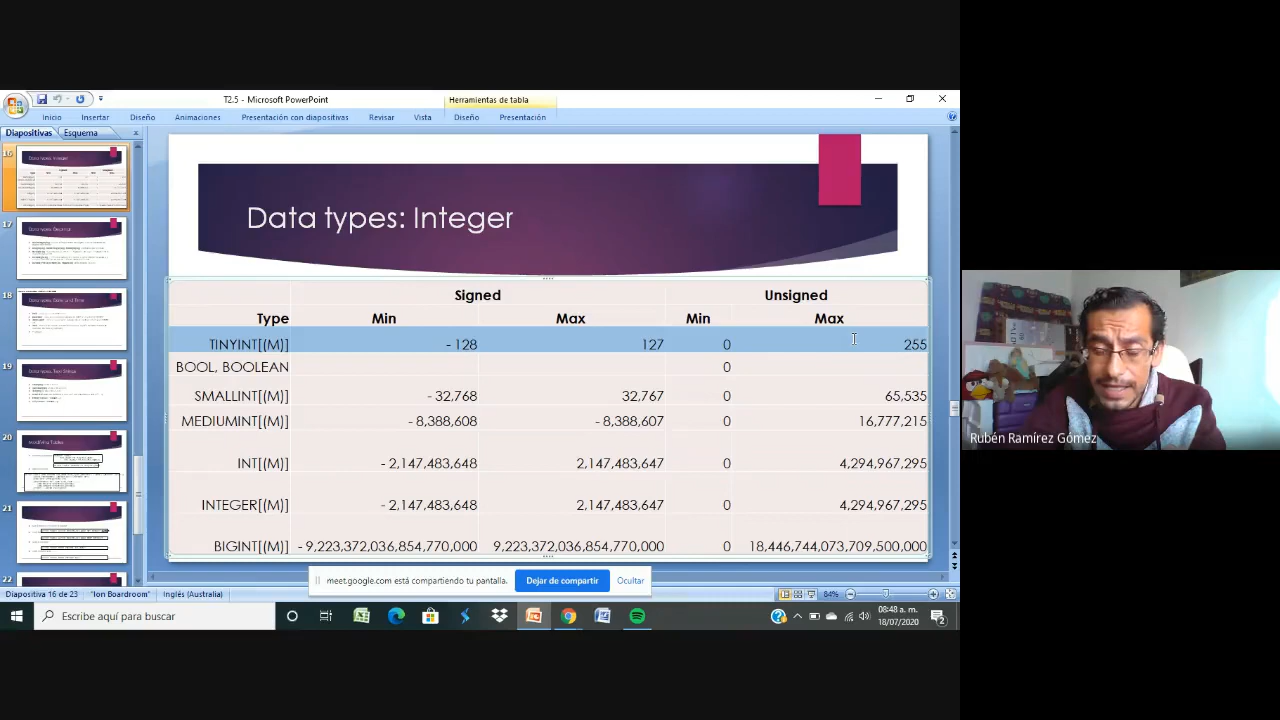 T2.5 - Microsoft PowerPoint
Herramientas de tabla
Inicio Insertar Diseño Animaciones Presentación con diapositivas Revisar Vista Diseño Presentación
Diapositivas Esquema
16
17
18
19
20
21
22
Data types: Integer
Signed Unsigned
Type Min Max Min Max
TINYINT[(M)] - 128 127 0 255
BOOL, BOOLEAN 0
SMALLINT[(M)] - 32,768 32,767 0 65,535
MEDIUMINT[(M)] - 8,388,608 - 8,388,607 0 16,777,215
INT[(M)] - 2,147,483,648 2,147,483,647 0 4,294,967,295
INTEGER[(M)] - 2,147,483,648 2,147,483,647 0 4,294,967,295
BIGINT[(M)] - 9,223,372,036,854,770,000 9,223,372,036,854,770,000 0 446,744,073,709,500,000
meet.google.com está compartiendo tu pantalla. Dejar de compartir Ocultar
Diapositiva 16 de 23 "Ion Boardroom" Inglés (Australia) 84%
Escribe aquí para buscar
08:48 a. m.
18/07/2020
2
Rubén Ramírez Gómez